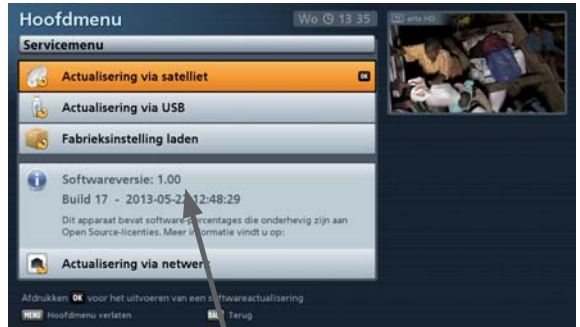 Hoofdmenu
Wo 13 35
arte HD
Servicemenu
Actualisering via satelliet OK
Actualisering via USB
Fabrieksinstelling laden
Softwareversie: 1.00
Build 17 - 2013-05-22 12:48:29
Dit apparaat bevat software-percentages die onderhevig zijn aan
Open Source-licenties. Meer informatie vindt u op:
Actualisering via netwerk
Afdrukken OK voor het uitvoeren van een softwareactualisering
MENU Hoofdmenu verlaten
BACK Terug